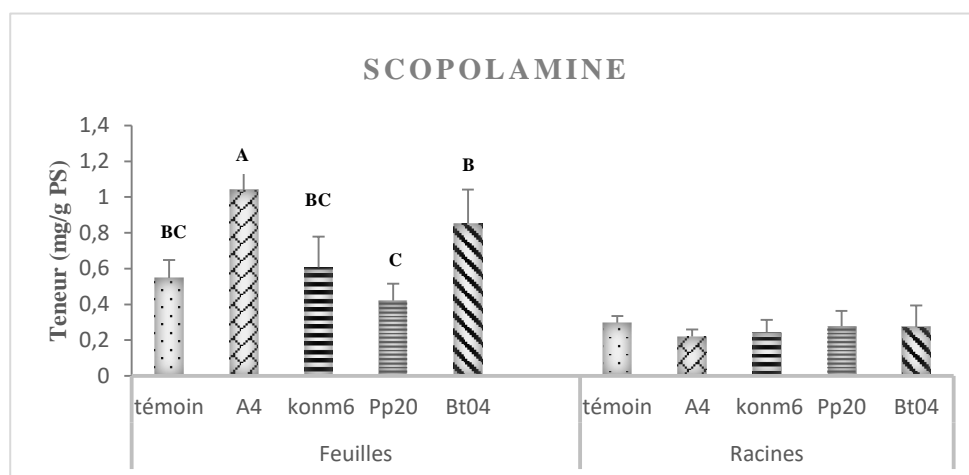 SCOPOLAMINE
Teneur (mg/g PS)
1,4
1,2
1
0,8
0,6
0,4
0,2
0
BC
A
BC
C
B
témoin A4 konm6 Pp20 Bt04 témoin A4 konm6 Pp20 Bt04
Feuilles Racines